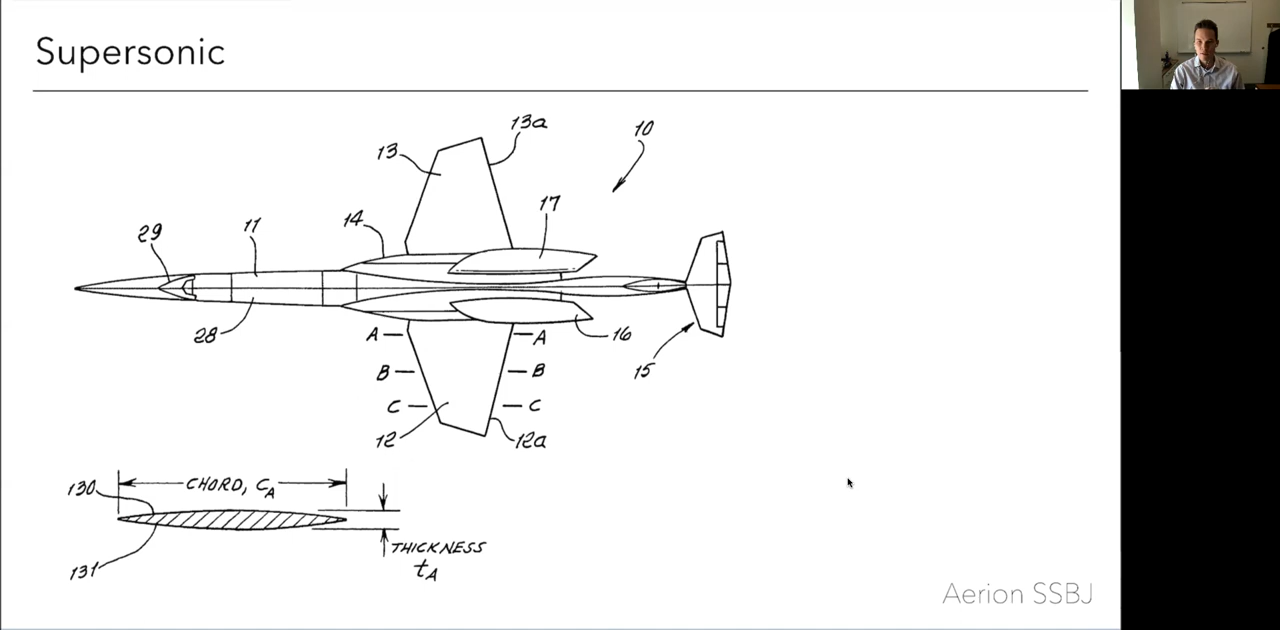 Supersonic
13a
10
13
17
14
11
29
28
A
A
16
B
B
15
C
C
12
12a
CHORD, CA
130
THICKNESS
tA
131
Aerion SSBJ